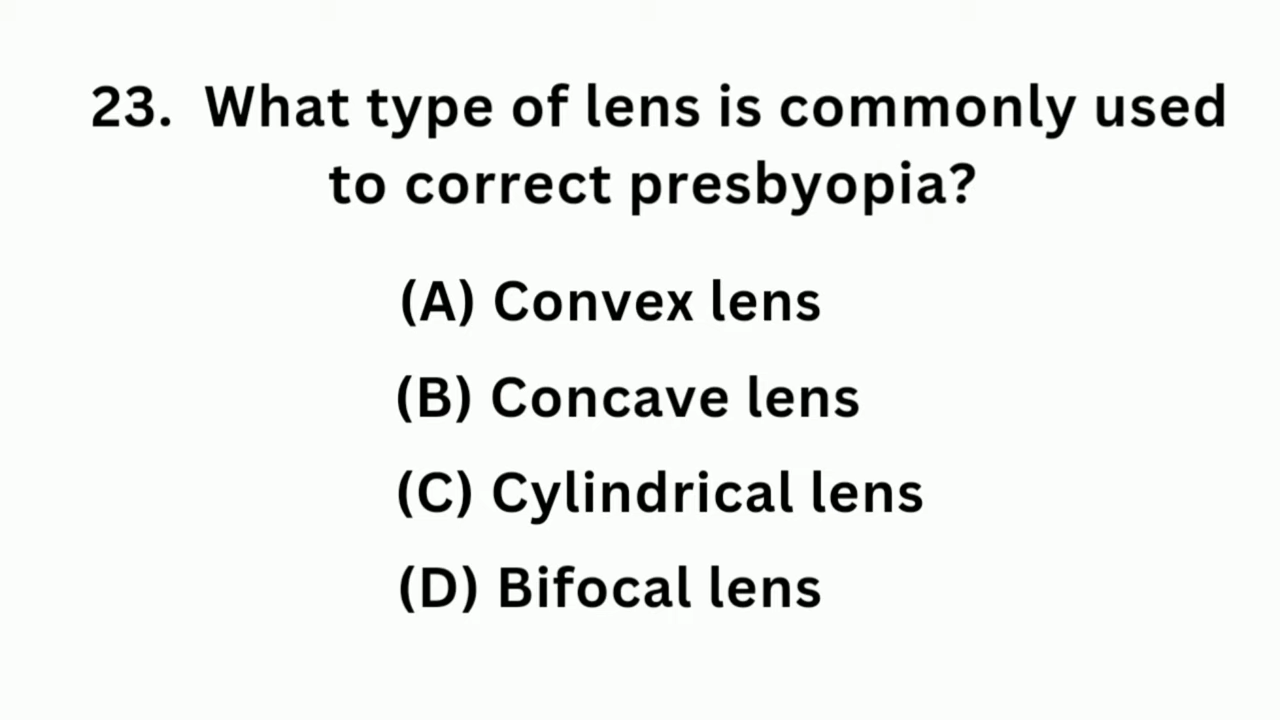 23. What type of lens is commonly used
to correct presbyopia?
(A) Convex lens
(B) Concave lens
(C) Cylindrical lens
(D) Bifocal lens